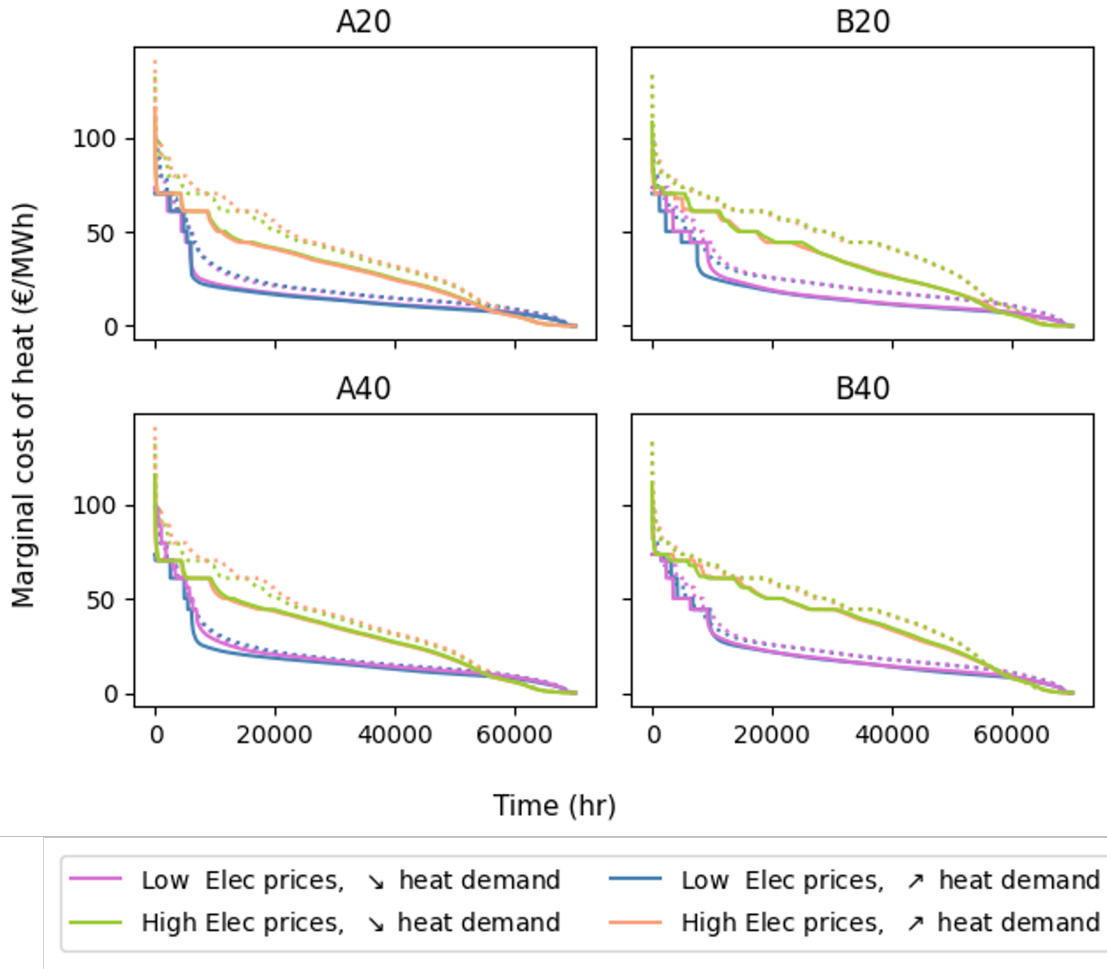 A20 B20
100
50
0
A40 B40
100
50
0
0 20000 40000 60000 0 20000 40000 60000
Marginal cost of heat (€/MWh)
Time (hr)
Low Elec prices, ↘ heat demand Low Elec prices, ↗ heat demand
High Elec prices, ↘ heat demand High Elec prices, ↗ heat demand